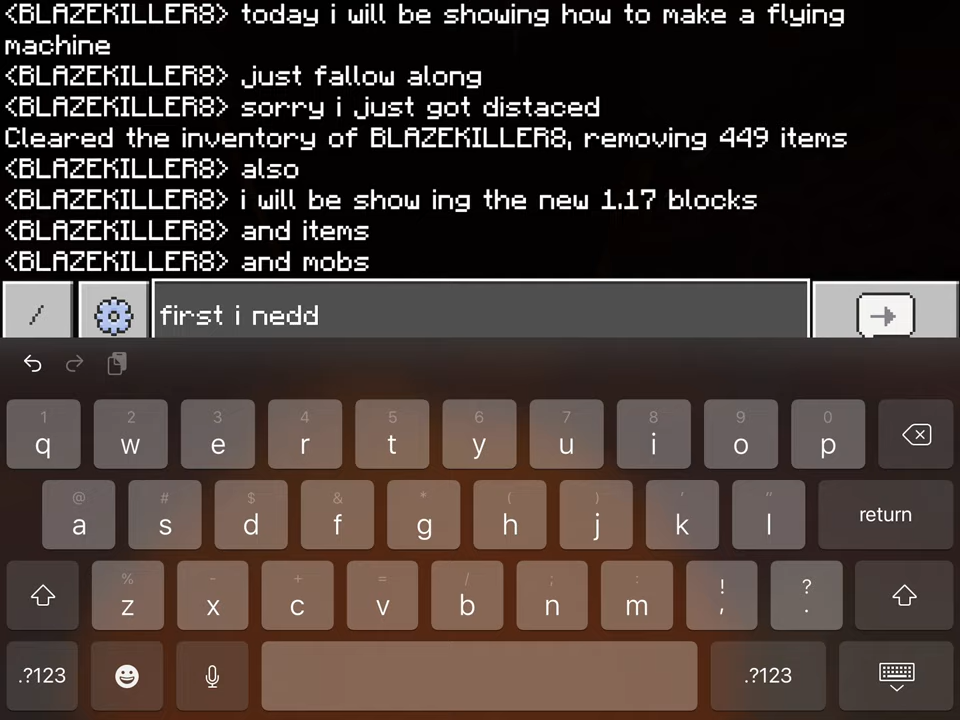 <BLAZEKILLER8> today i will be showing how to make a flying
machine
<BLAZEKILLER8> just fallow along
<BLAZEKILLER8> sorry i just got distaced
Cleared the inventory of BLAZEKILLER8, removing 449 items
<BLAZEKILLER8> also
<BLAZEKILLER8> i will be show ing the new 1.17 blocks
<BLAZEKILLER8> and items
<BLAZEKILLER8> and mobs
/ first i nedd
1 2 3 4 5 6 7 8 9 0
q w e r t y u i o p
@ # $ & * ( ) ' "
a s d f g h j k l return
% - + = / ; : ! ?
z x c v b n m , .
.?123 .?123